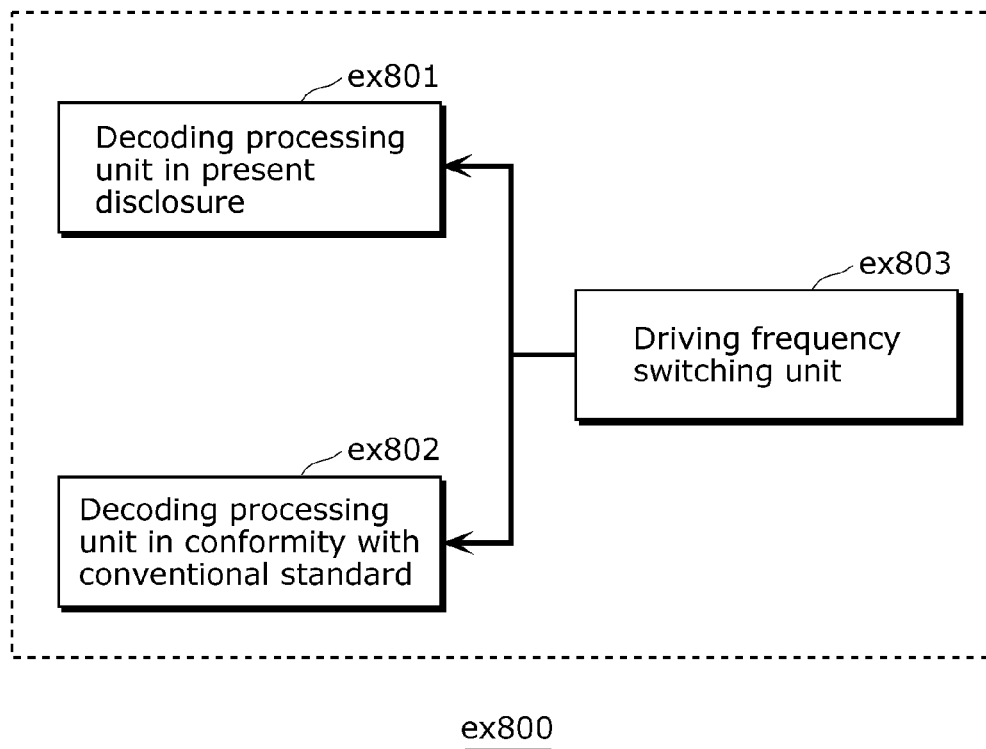 ex801
Decoding processing
unit in present
disclosure
ex803
Driving frequency
switching unit
ex802
Decoding processing
unit in conformity with
conventional standard
ex800